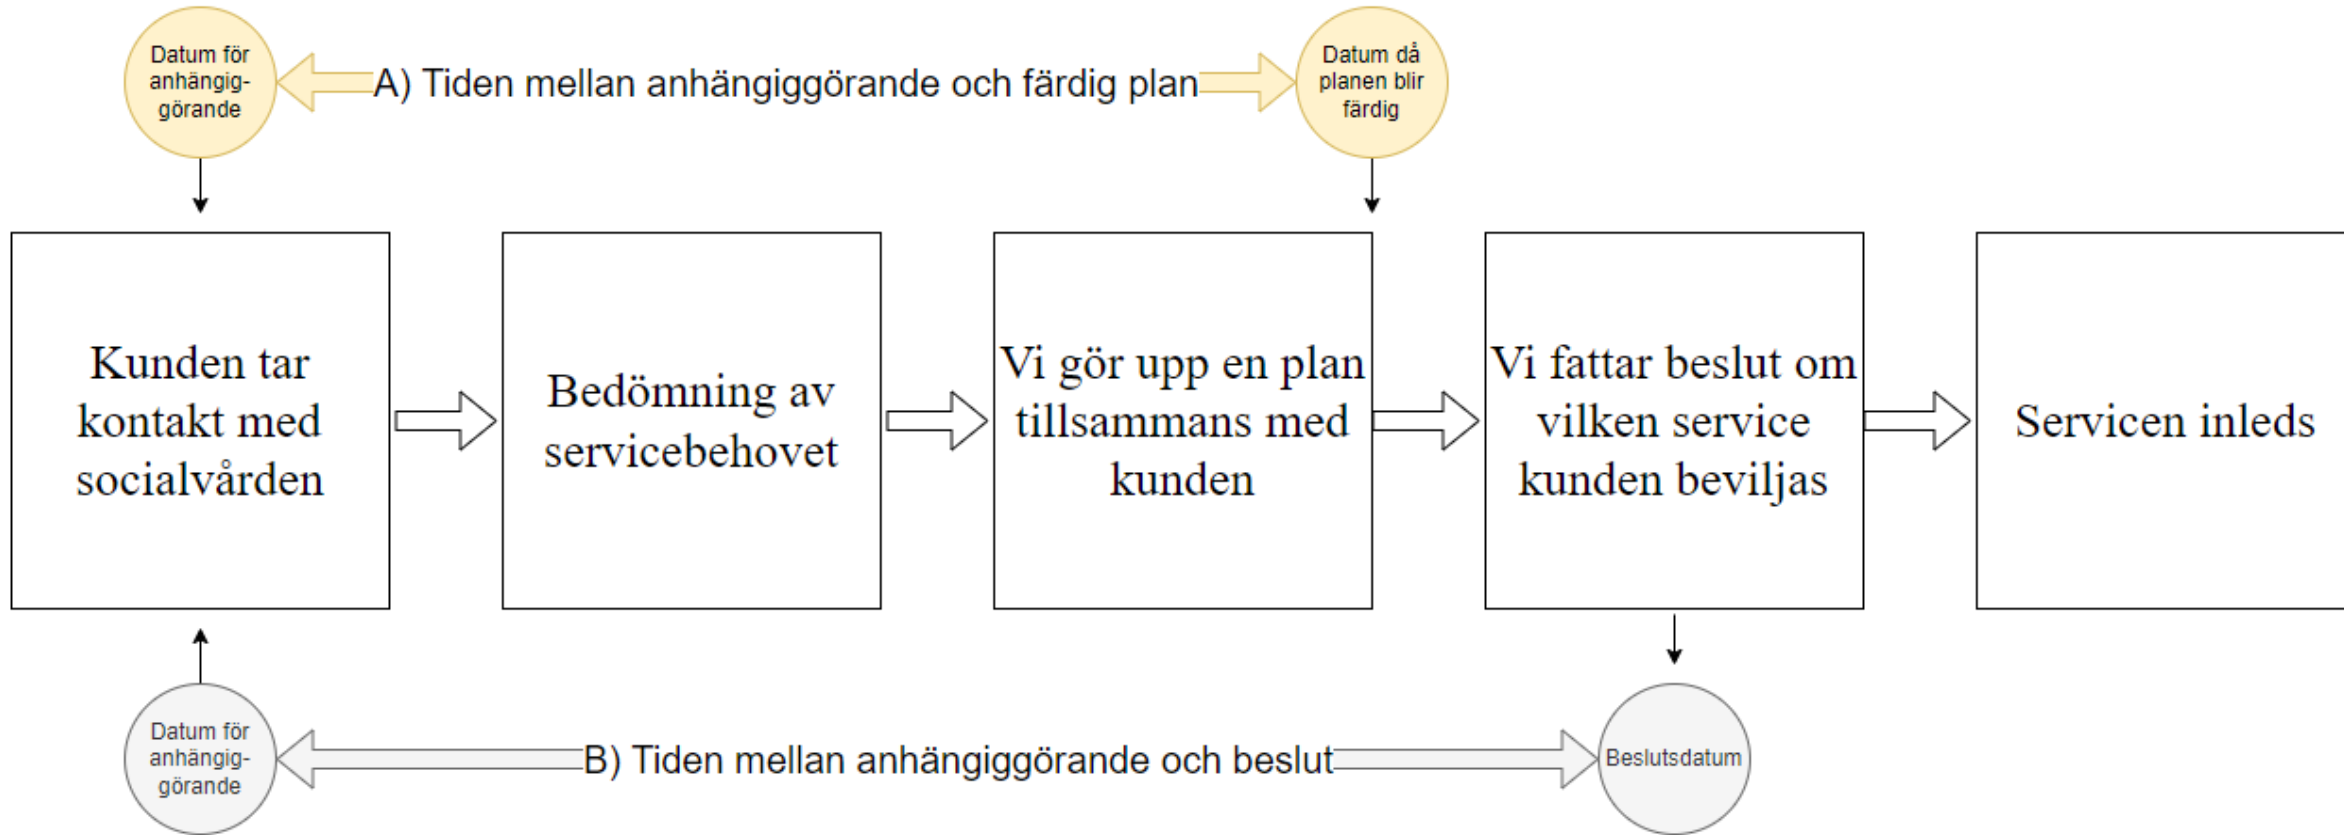 Datum för
anhängig-
görande
A) Tiden mellan anhängiggörande och färdig plan
Datum då
planen blir
färdig
Kunden tar
kontakt med
socialvården
Bedömning av
servicebehovet
Vi gör upp en plan
tillsammans med
kunden
Vi fattar beslut om
vilken service
kunden beviljas
Servicen inleds
Datum för
anhängig-
görande
B) Tiden mellan anhängiggörande och beslut
Beslutsdatum